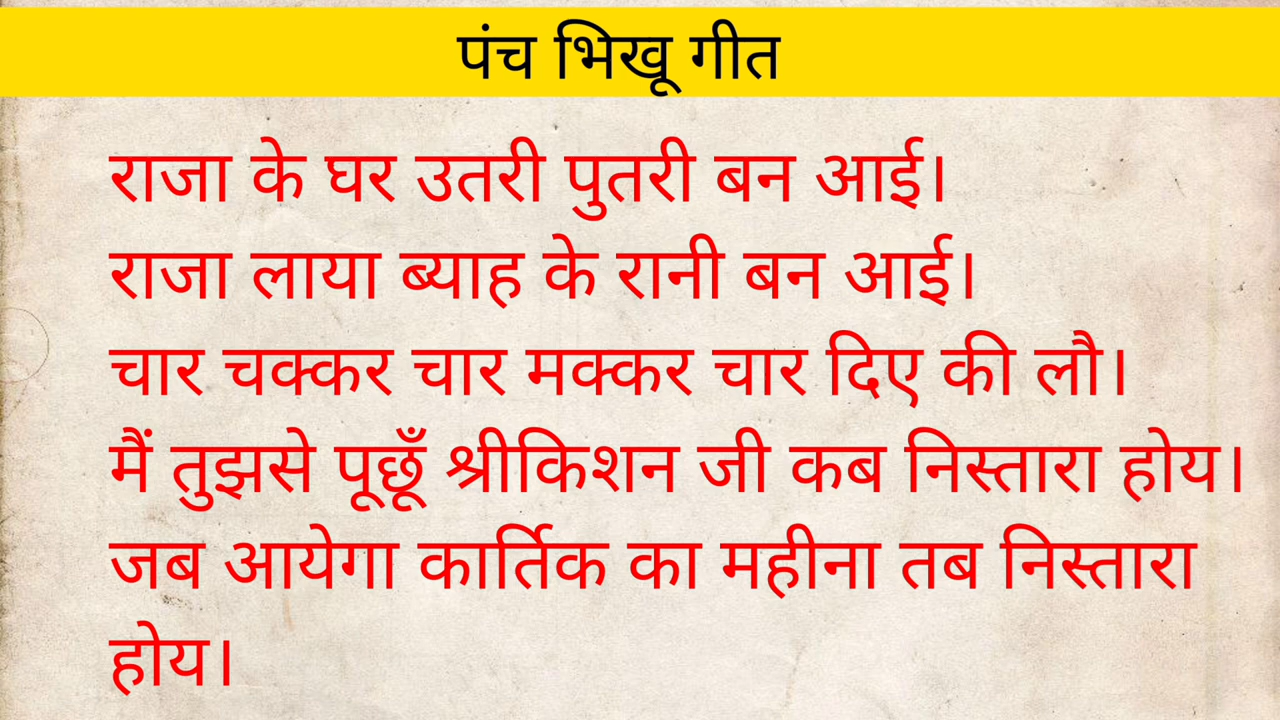 पंच भिखू गीत
राजा के घर उतरी पुतरी बन आई।
राजा लाया ब्याह के रानी बन आई।
चार चक्कर चार मक्कर चार दिए की लौ।
मैं तुझसे पूछूँ श्रीकिशन जी कब निस्तारा होय।
जब आयेगा कार्तिक का महीना तब निस्तारा
होय।